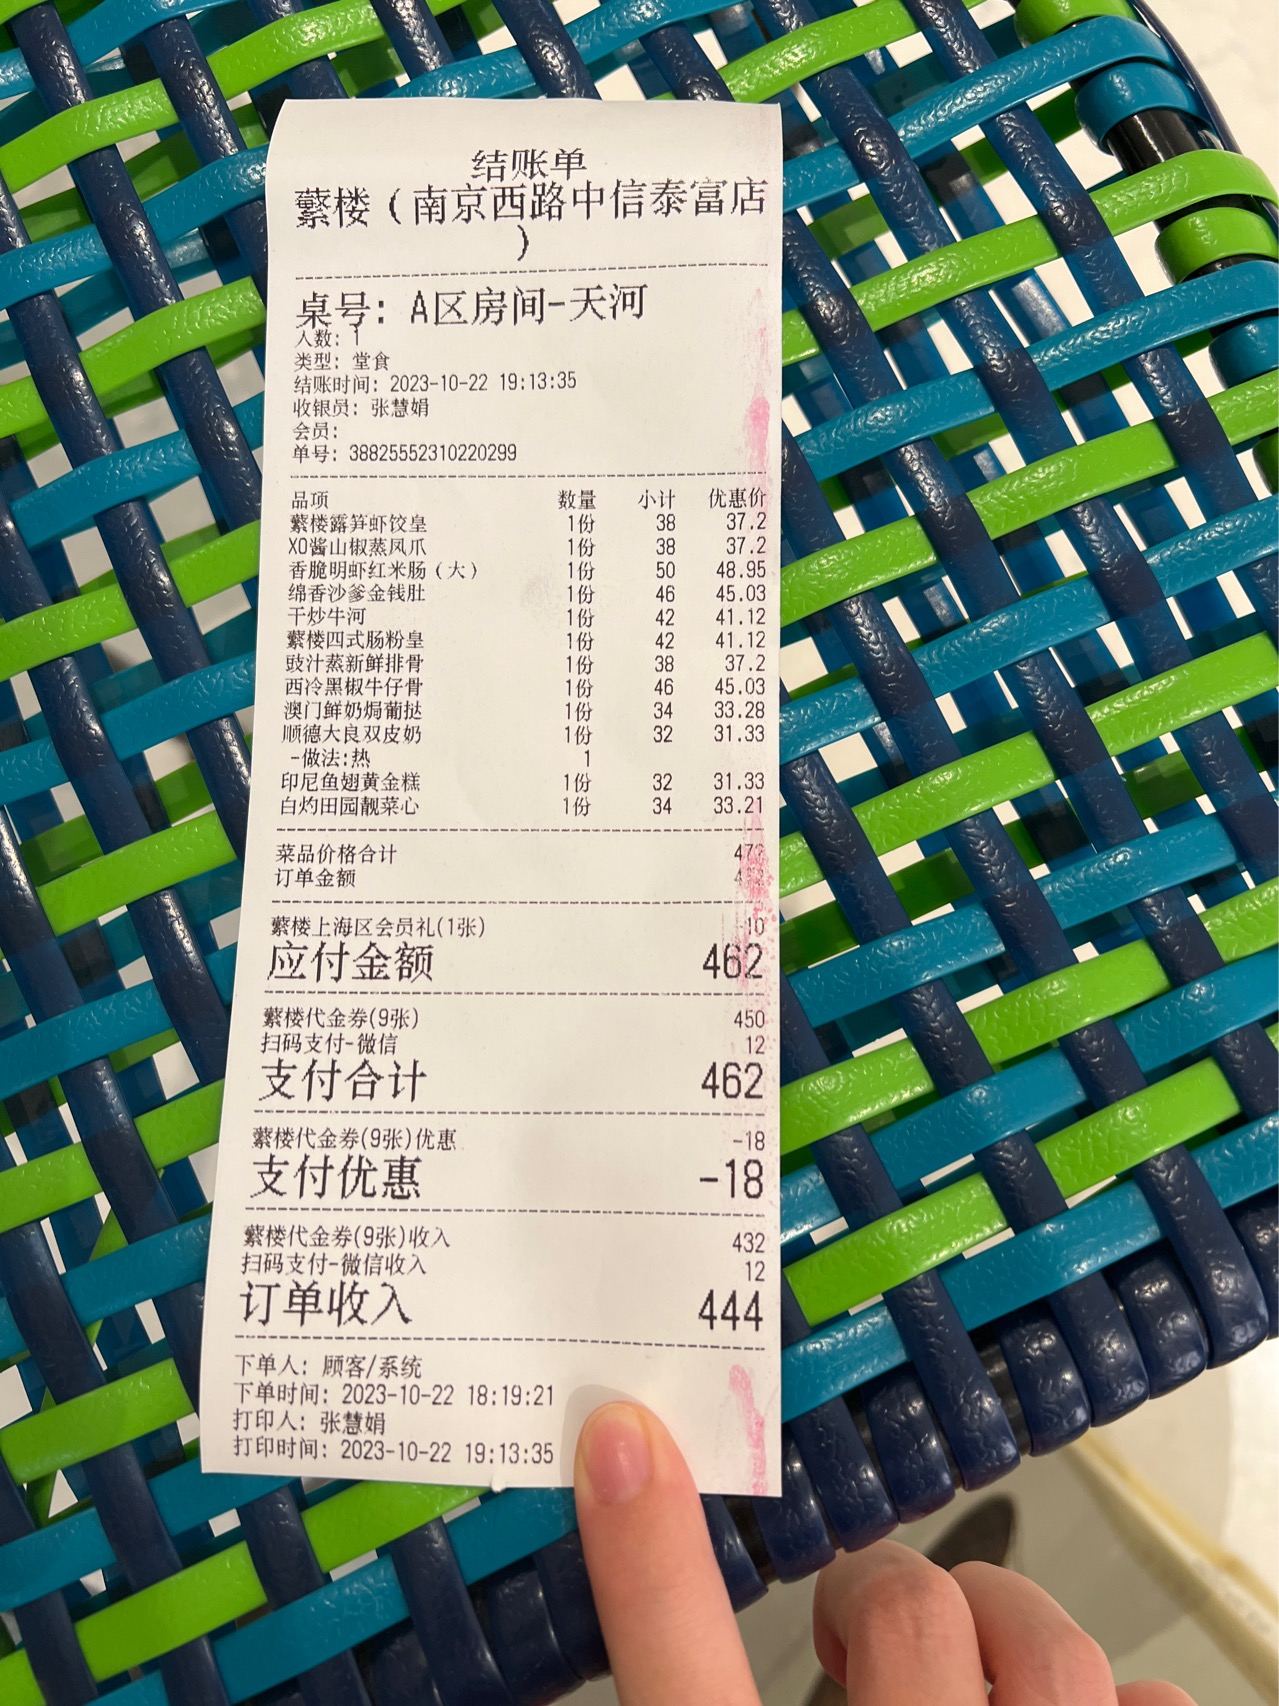 结账单
蘩楼（南京西路中信泰富店
）
桌号: A区房间-天河
人数: 1
类型: 堂食
结账时间: 2023-10-22 19:13:35
收银员: 张慧娟
会员:
单号: 38825552310220299
品项 数量 小计 优惠价
蘩楼露笋虾饺皇 1份 38 37.2
XO酱山椒蒸凤爪 1份 38 37.2
香脆明虾红米肠（大） 1份 50 48.95
绵香沙爹金钱肚 1份 46 45.03
干炒牛河 1份 42 41.12
蘩楼四式肠粉皇 1份 42 41.12
豉汁蒸新鲜排骨 1份 38 37.2
西冷黑椒牛仔骨 1份 46 45.03
澳门鲜奶焗葡挞 1份 34 33.28
顺德大良双皮奶 1份 32 31.33
-做法:热 1
印尼鱼翅黄金糕 1份 32 31.33
白灼田园靓菜心 1份 34 33.21
菜品价格合计 472
订单金额
蘩楼上海区会员礼(1张) 10
应付金额 462
蘩楼代金券(9张) 450
扫码支付-微信 12
支付合计 462
蘩楼代金券(9张)优惠 -18
支付优惠 -18
蘩楼代金券(9张)收入 432
扫码支付-微信收入 12
订单收入 444
下单人: 顾客/系统
下单时间: 2023-10-22 18:19:21
打印人: 张慧娟
打印时间: 2023-10-22 19:13:35